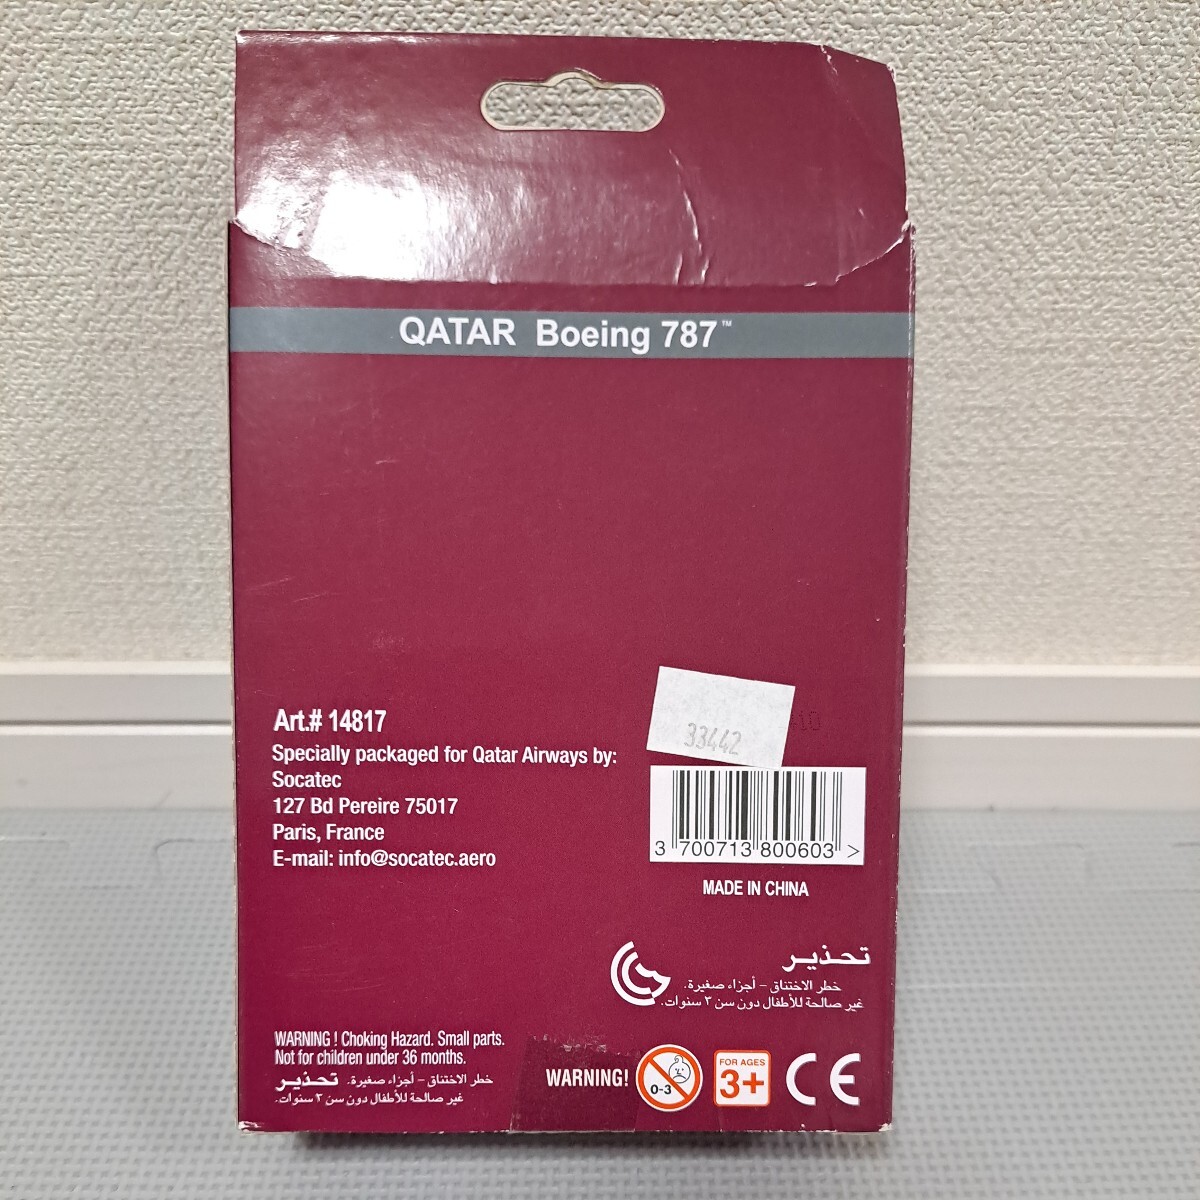 QATAR Boeing 787™
Art.# 14817
Specially packaged for Qatar Airways by:
Socatec
127 Bd Pereire 75017
Paris, France
E-mail: info@socatec.aero
33442
3 700713 800603 >
MADE IN CHINA
تحذير
خطر الاختناق - أجزاء صغيرة.
غير صالحة للأطفال دون سن ٣ سنوات.
WARNING ! Choking Hazard. Small parts.
Not for children under 36 months.
تحذير خطر الاختناق - أجزاء صغيرة.
غير صالحة للأطفال دون سن ٣ سنوات.
WARNING!
0-3
FOR AGES
3+
CE